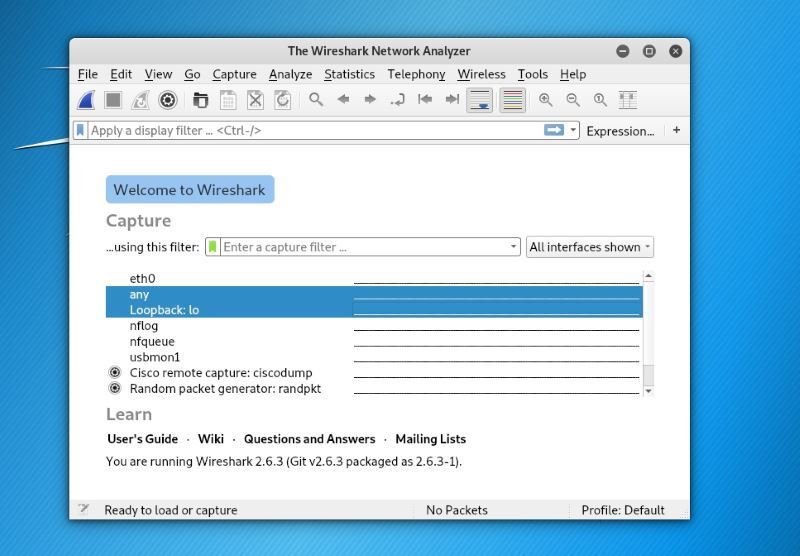 The Wireshark Network Analyzer
File Edit View Go Capture Analyze Statistics Telephony Wireless Tools Help
Apply a display filter ... <Ctrl-/> Expression... +
Welcome to Wireshark
Capture
...using this filter: Enter a capture filter ... All interfaces shown
eth0
any
Loopback: lo
nflog
nfqueue
usbmon1
Cisco remote capture: ciscodump
Random packet generator: randpkt
Learn
User's Guide · Wiki · Questions and Answers · Mailing Lists
You are running Wireshark 2.6.3 (Git v2.6.3 packaged as 2.6.3-1).
Ready to load or capture No Packets Profile: Default